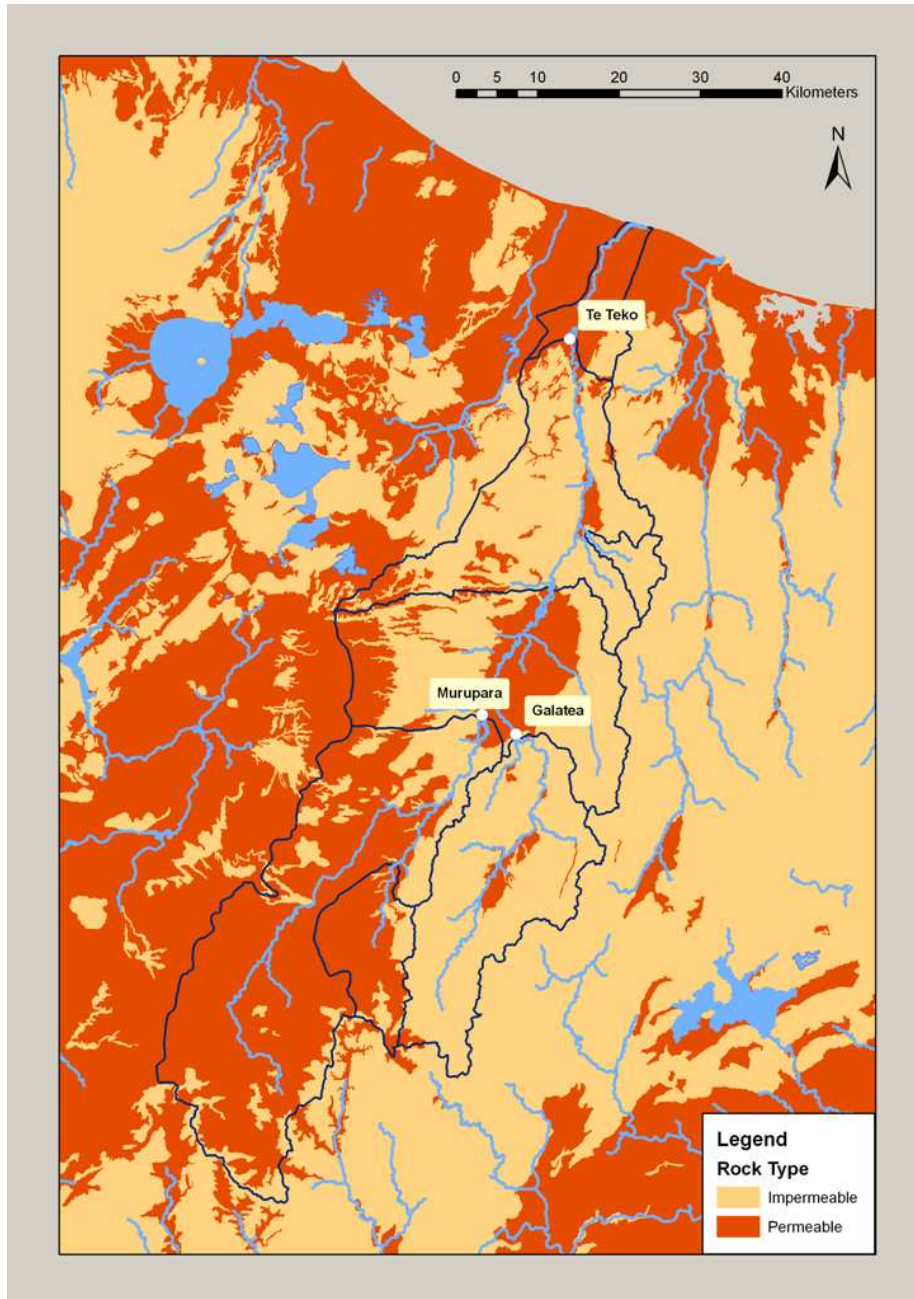 0 5 10 20 30 40
Kilometers
N
Te Teko
Murupara
Galatea
Legend
Rock Type
Impermeable
Permeable